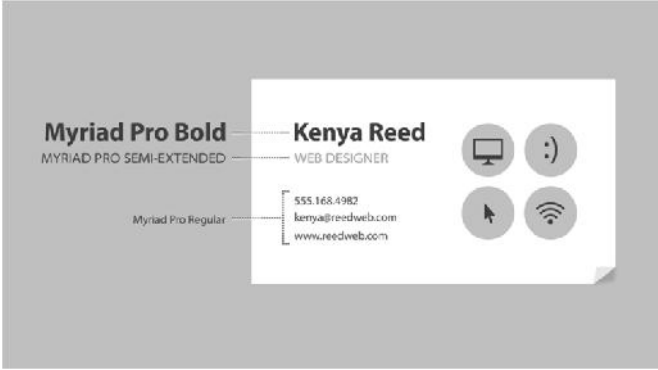 Myriad Pro Bold
MYRIAD PRO SEMI-EXTENDED
Myriad Pro Regular
Kenya Reed
WEB DESIGNER
555.168.4982
kenya@reedweb.com
www.reedweb.com
:)